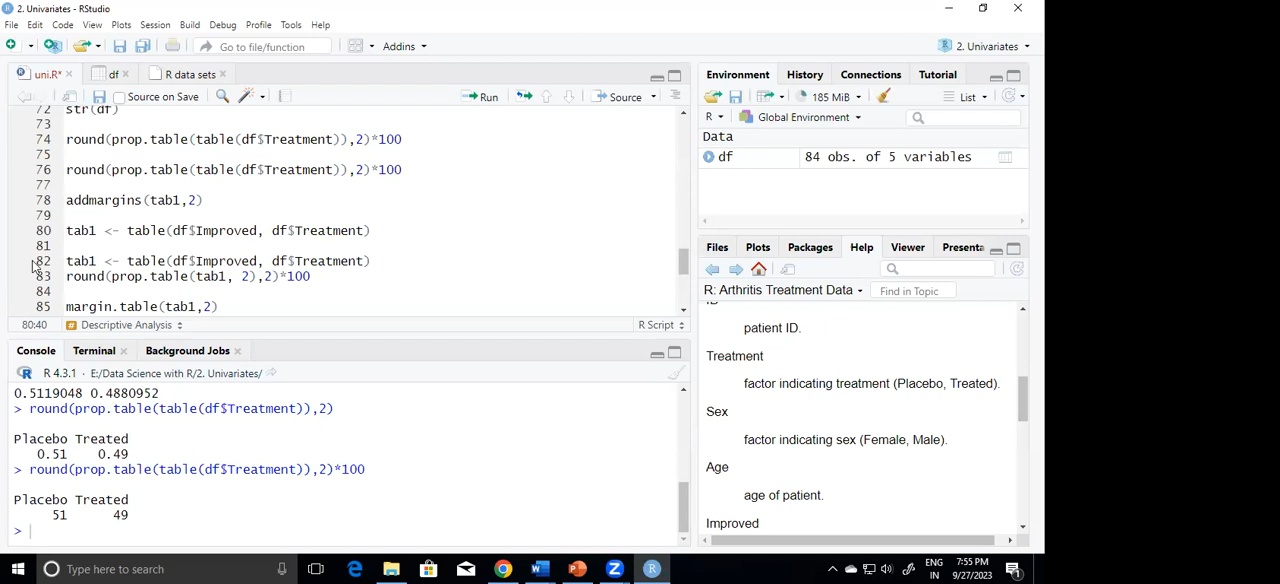 2. Univariates - RStudio
File Edit Code View Plots Session Build Debug Profile Tools Help
Go to file/function Addins 2. Univariates
uni.R* df R data sets
Source on Save Run Source
72 str(df)
73
74 round(prop.table(table(df$Treatment)),2)*100
75
76 round(prop.table(table(df$Treatment)),2)*100
77
78 addmargins(tab1,2)
79
80 tab1 <- table(df$Improved, df$Treatment)
81
82 tab1 <- table(df$Improved, df$Treatment)
83 round(prop.table(tab1, 2),2)*100
84
85 margin.table(tab1,2)
80:40 # Descriptive Analysis R Script
Console Terminal Background Jobs
R 4.3.1 · E:/Data Science with R/2. Univariates/
0.5119048 0.4880952
> round(prop.table(table(df$Treatment)),2)
Placebo Treated
0.51 0.49
> round(prop.table(table(df$Treatment)),2)*100
Placebo Treated
51 49
>
Environment History Connections Tutorial
185 MiB List
R Global Environment
Data
df 84 obs. of 5 variables
Files Plots Packages Help Viewer Presenta
R: Arthritis Treatment Data Find in Topic
ID
patient ID.
Treatment
factor indicating treatment (Placebo, Treated).
Sex
factor indicating sex (Female, Male).
Age
age of patient.
Improved
Type here to search
ENG
IN
7:55 PM
9/27/2023
1